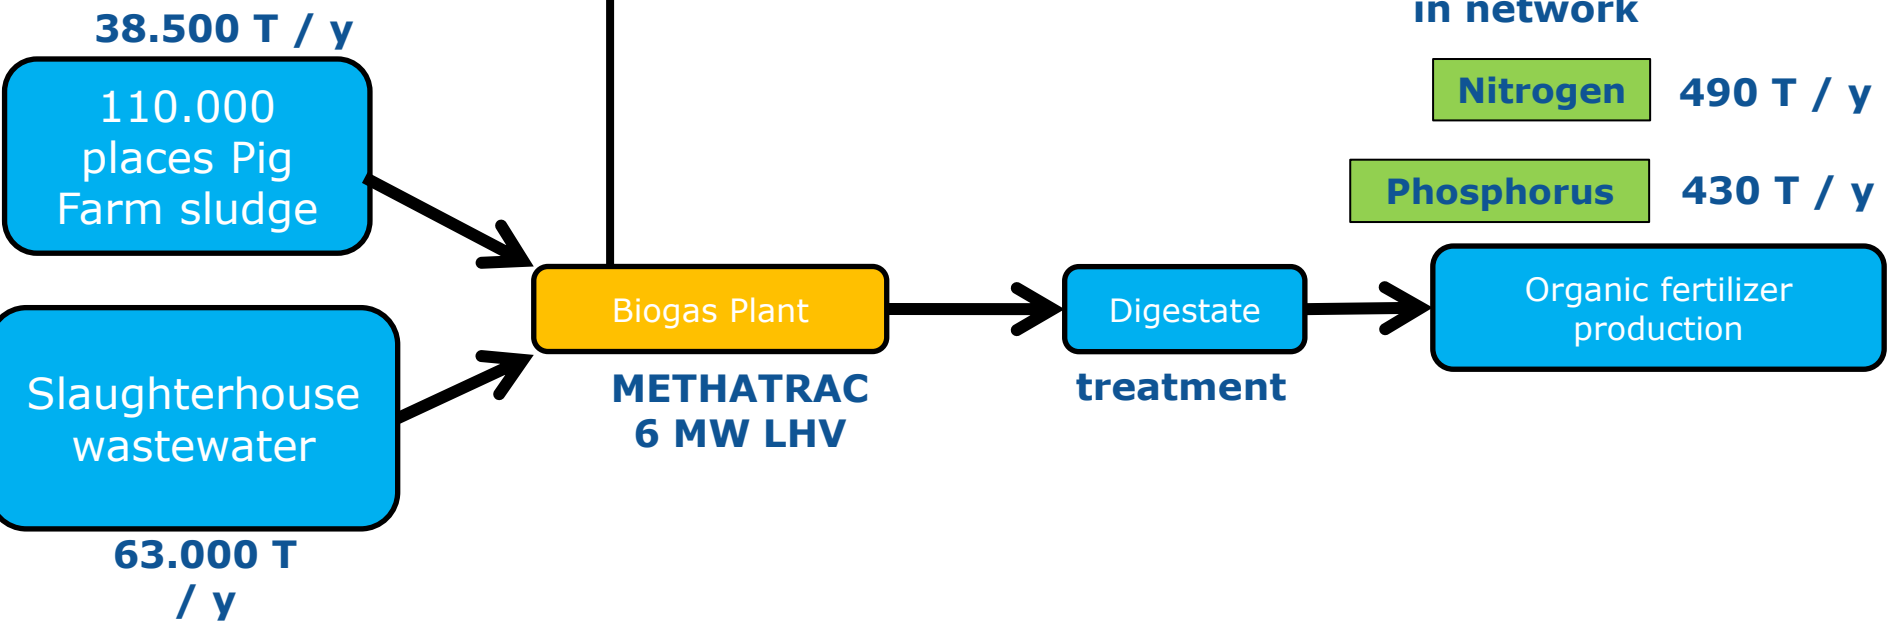 38.500 T / y
110.000
places Pig
Farm sludge
Slaughterhouse
wastewater
63.000 T
/ y
Biogas Plant
METHATRAC
6 MW LHV
Digestate
treatment
in network
Nitrogen 490 T / y
Phosphorus 430 T / y
Organic fertilizer
production